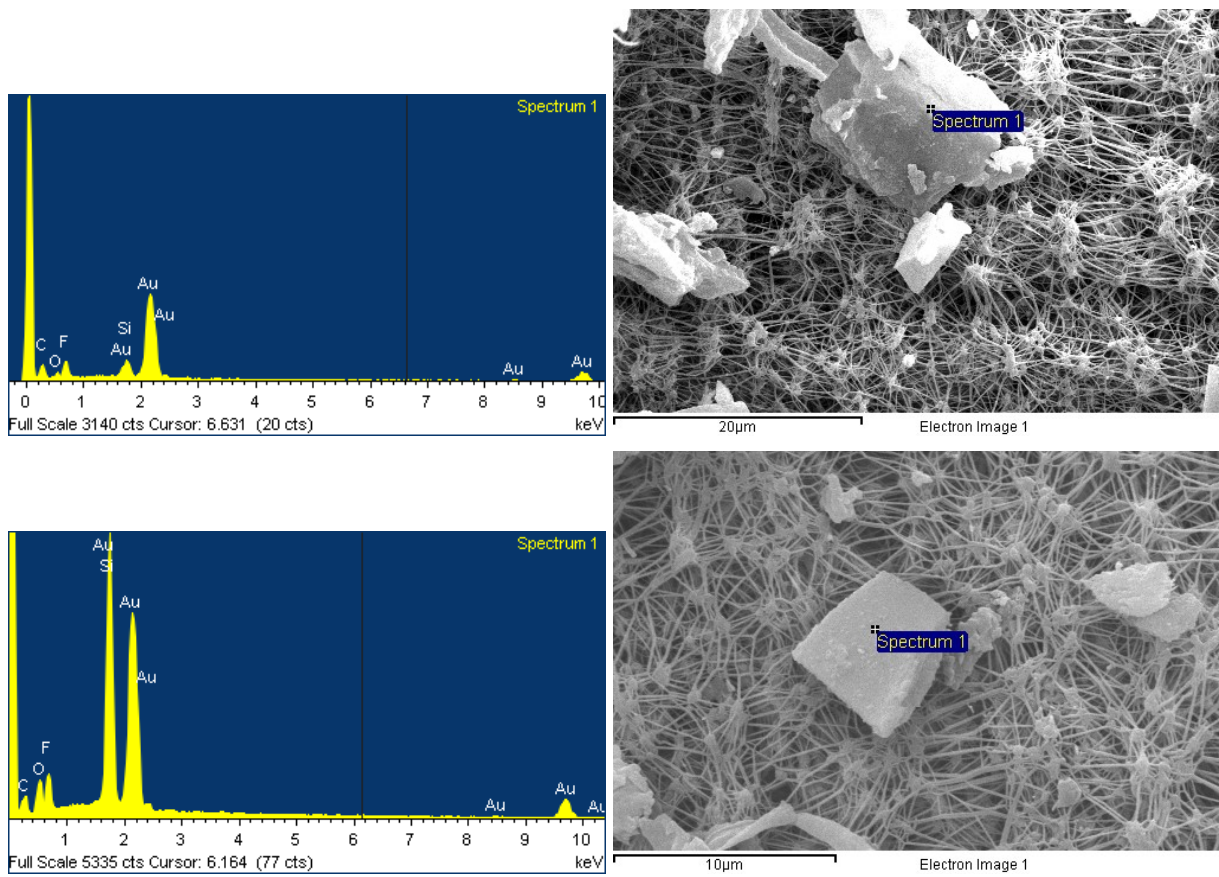 Spectrum 1
Au
Au
C
O
F
Si
Au
Au
Au
0 1 2 3 4 5 6 7 8 9 10
Full Scale 3140 cts Cursor: 6.631 (20 cts) keV
Spectrum 1
20µm Electron Image 1
Spectrum 1
Au
Si
Au
Au
F
O
C
Au
Au
Au
1 2 3 4 5 6 7 8 9 10
Full Scale 5335 cts Cursor: 6.164 (77 cts) keV
Spectrum 1
10µm Electron Image 1